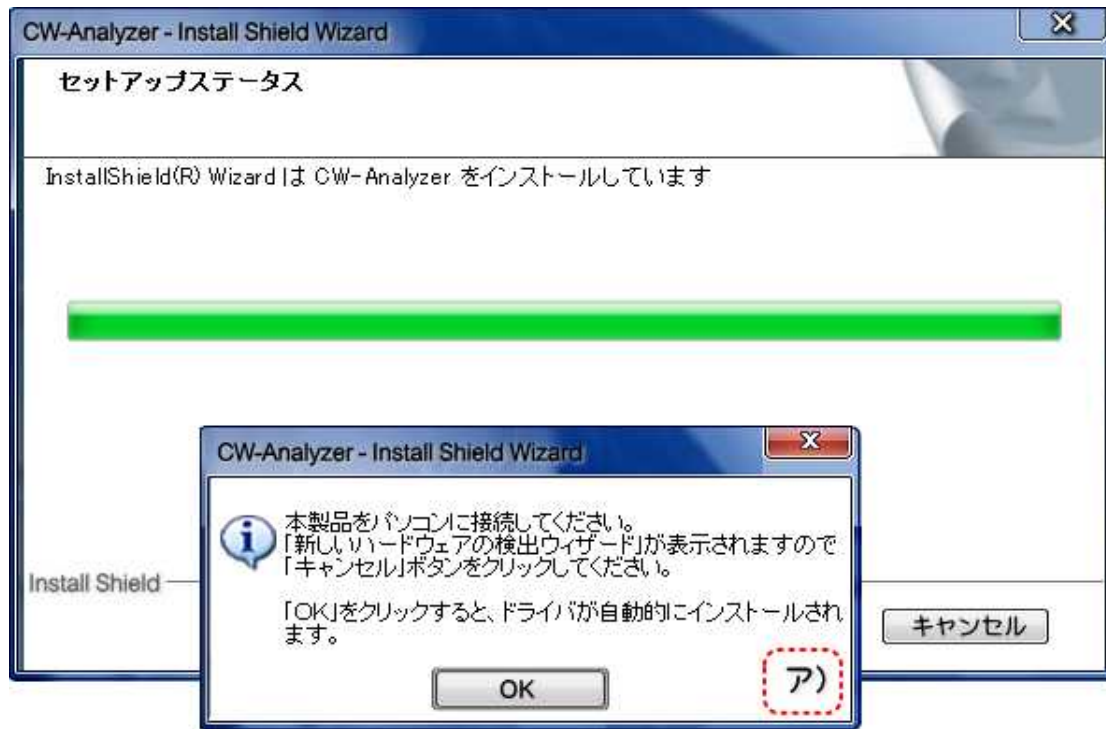 CW-Analyzer - Install Shield Wizard
セットアップステータス
InstallShield(R) Wizard は CW-Analyzer をインストールしています
CW-Analyzer - Install Shield Wizard
本製品をパソコンに接続してください。
「新しいハードウェアの検出ウィザード」が表示されますので
「キャンセル」ボタンをクリックしてください。
「OK」をクリックすると、ドライバが自動的にインストールされ
ます。
Install Shield
キャンセル
OK
ア)